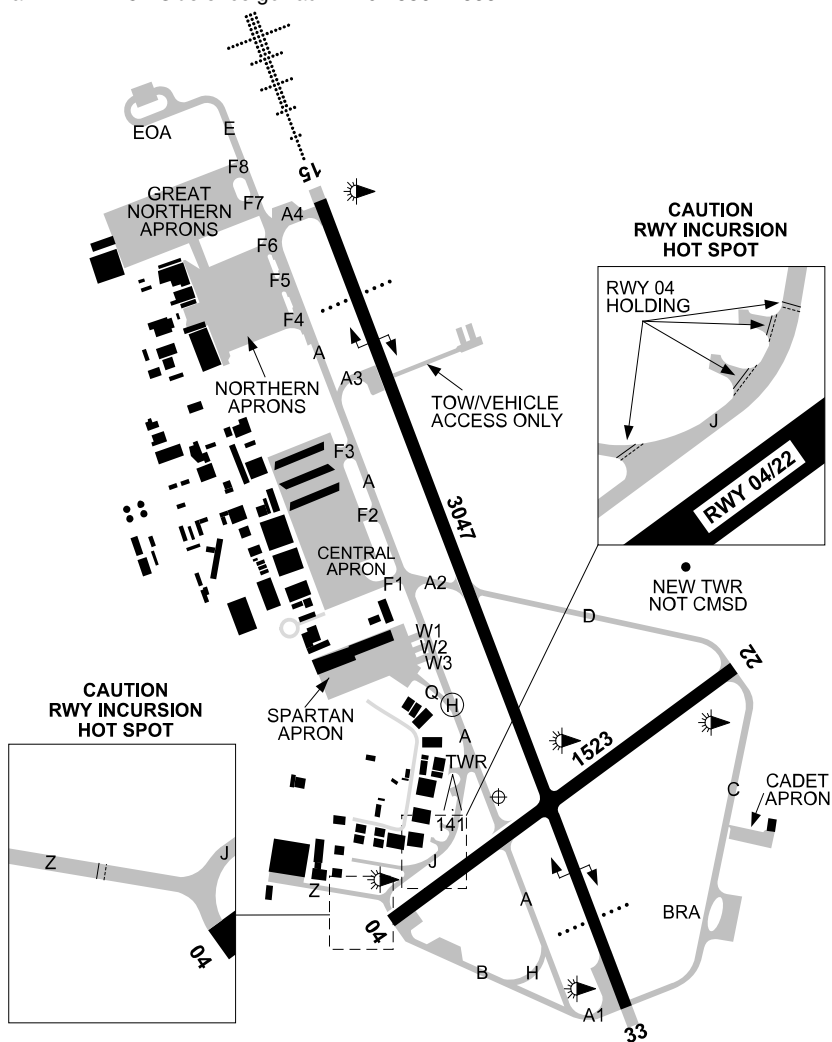 EOA
E
F8
GREAT
NORTHERN
APRONS
F7
A4
15
F6
F5
F4
A
A3
NORTHERN
APRONS
TOW/VEHICLE
ACCESS ONLY
CAUTION
RWY INCURSION
HOT SPOT
RWY 04
HOLDING
J
RWY 04/22
F3
A
F2
3047
CENTRAL
APRON
F1
A2
NEW TWR
NOT CMSD
D
W1
W2
W3
22
Q
H
SPARTAN
APRON
A
TWR
1523
C
CADET
APRON
141
J
Z
04
A
BRA
B
H
A1
33
CAUTION
RWY INCURSION
HOT SPOT
Z
J
04